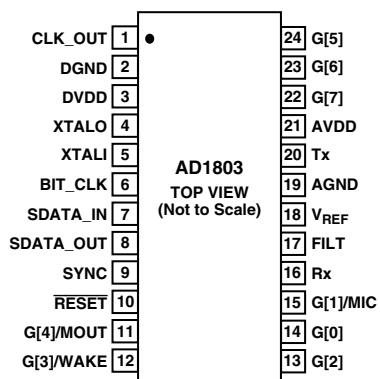 CLK_OUT 1 24 G[5]
DGND 2 23 G[6]
DVDD 3 22 G[7]
XTALO 4 21 AVDD
XTALI 5 20 Tx
BIT_CLK 6 19 AGND
SDATA_IN 7 18 VREF
SDATA_OUT 8 17 FILT
SYNC 9 16 Rx
RESET 10 15 G[1]/MIC
G[4]/MOUT 11 14 G[0]
G[3]/WAKE 12 13 G[2]
AD1803
TOP VIEW
(Not to Scale)